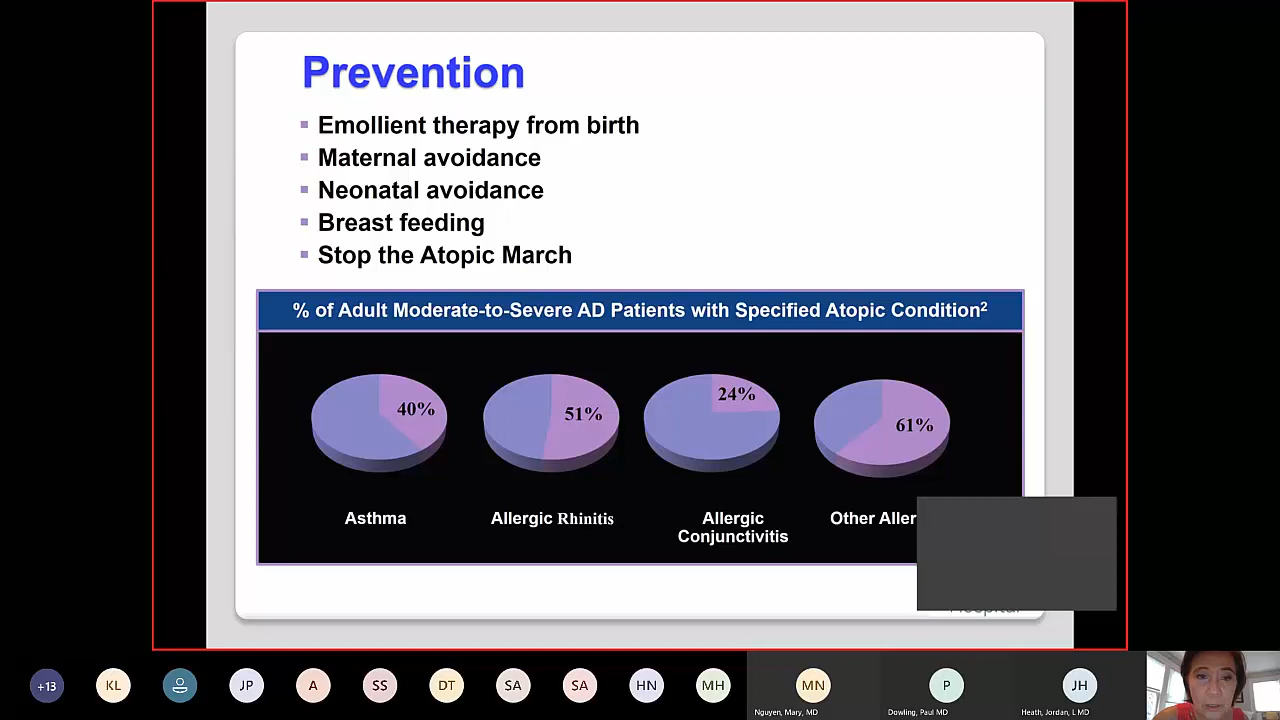 Prevention
Emollient therapy from birth
Maternal avoidance
Neonatal avoidance
Breast feeding
Stop the Atopic March
% of Adult Moderate-to-Severe AD Patients with Specified Atopic Condition²
40%
51%
24%
61%
Asthma
Allergic Rhinitis
Allergic
Conjunctivitis
Other
+13
KL
JP
A
SS
DT
SA
SA
HN
MH
MN
P
JH
Nguyen, Mary, MD
Dowling, Paul MD
Heath, Jordan, L MD